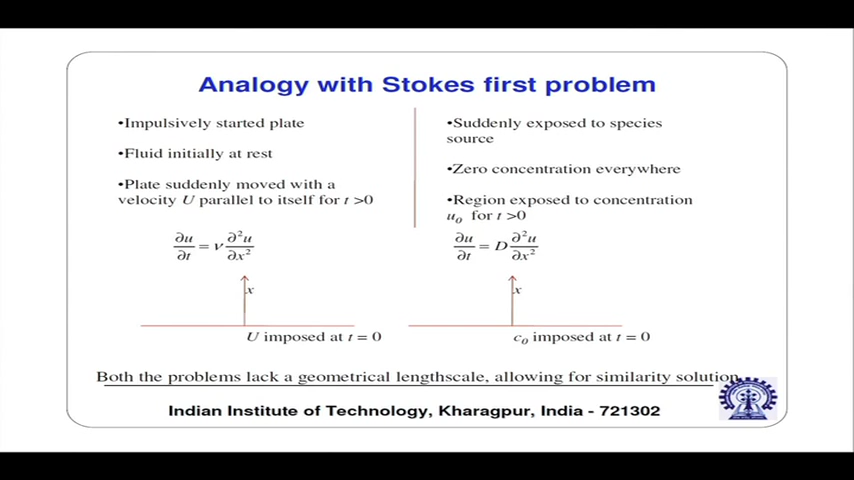 Analogy with Stokes first problem
•Impulsively started plate
•Fluid initially at rest
•Plate suddenly moved with a
velocity U parallel to itself for t >0
∂u/∂t = ν ∂²u/∂x²
x
U imposed at t = 0
•Suddenly exposed to species
source
•Zero concentration everywhere
•Region exposed to concentration
u₀ for t >0
∂u/∂t = D ∂²u/∂x²
x
c₀ imposed at t = 0
Both the problems lack a geometrical lengthscale, allowing for similarity solution
Indian Institute of Technology, Kharagpur, India - 721302